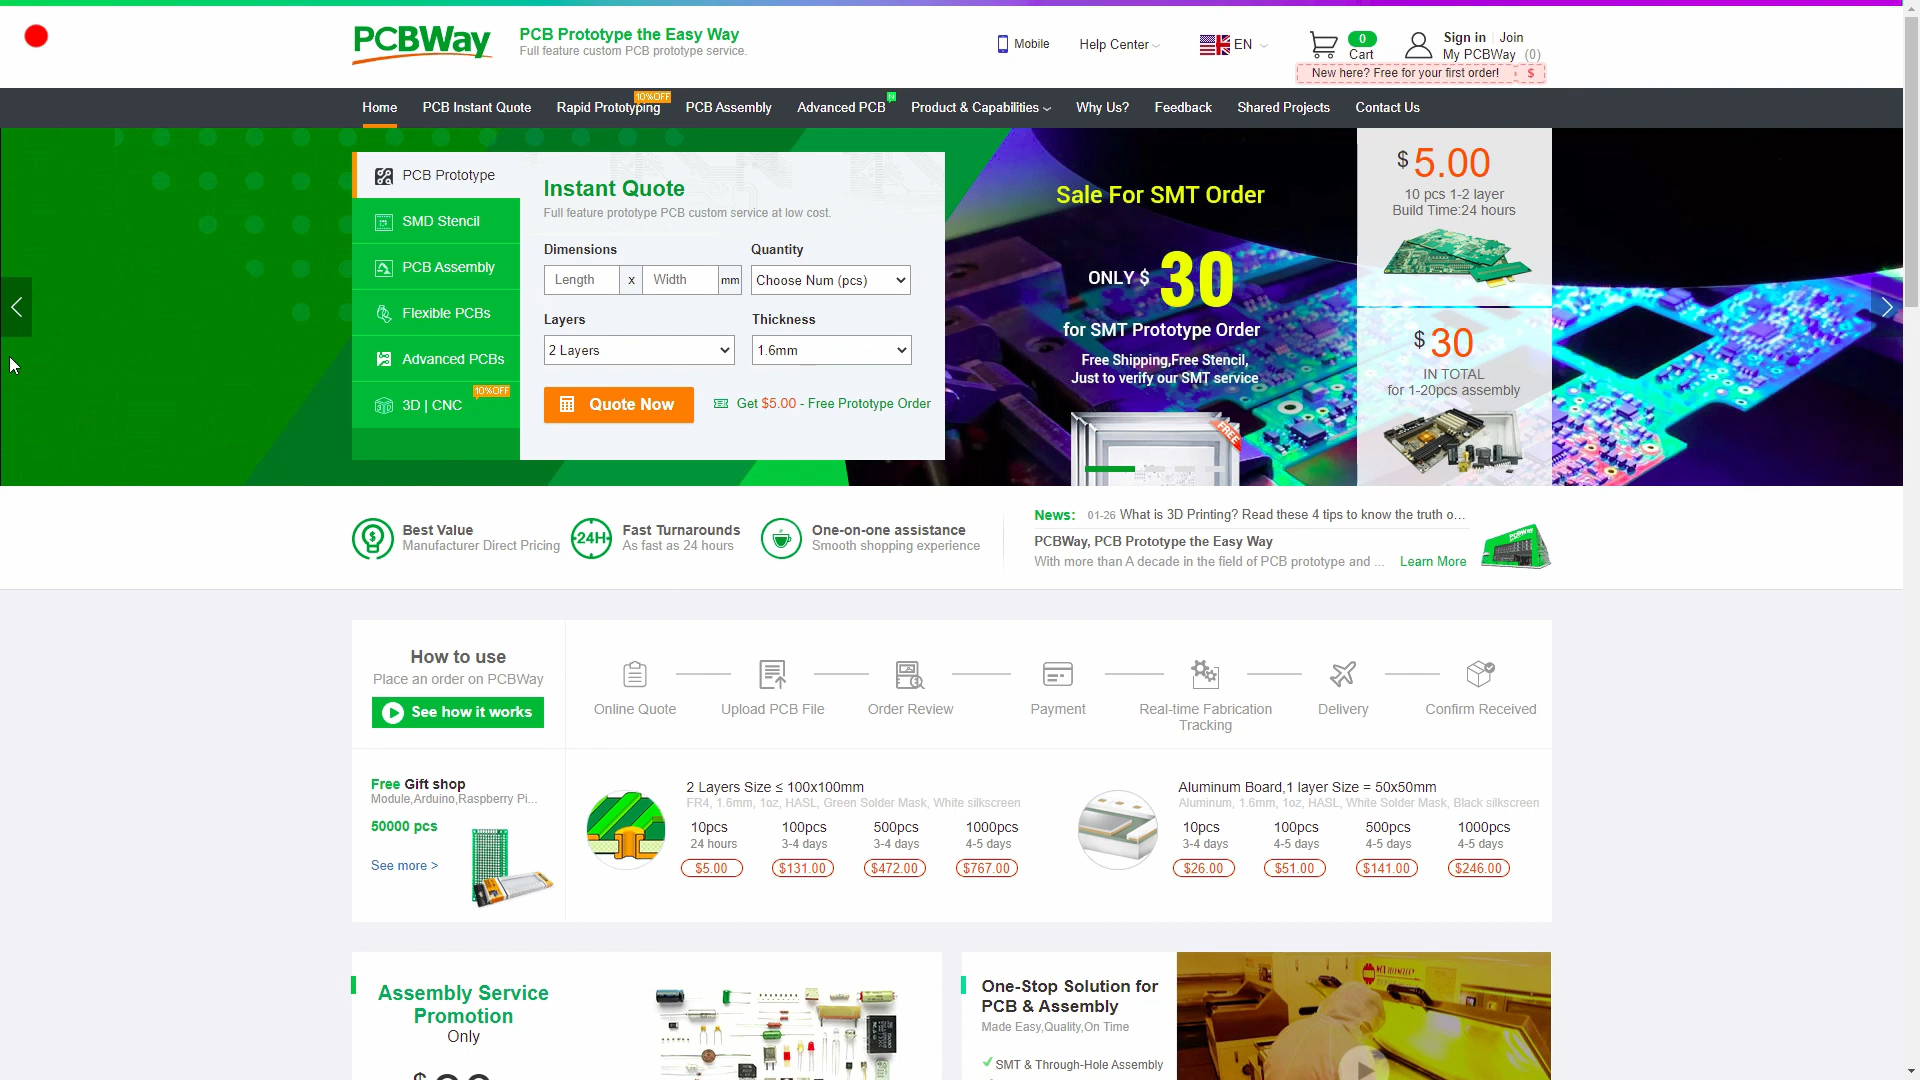 PCBWay
PCB Prototype the Easy Way
Full feature custom PCB prototype service.
Mobile
Help Center
EN
0
Cart
Sign in
Join
My PCBWay (0)
New here? Free for your first order! $
Home
PCB Instant Quote
Rapid Prototyping
10%OFF
PCB Assembly
Advanced PCB
N
Product & Capabilities
Why Us?
Feedback
Shared Projects
Contact Us
PCB Prototype
SMD Stencil
PCB Assembly
Flexible PCBs
Advanced PCBs
10%OFF
3D | CNC
Instant Quote
Full feature prototype PCB custom service at low cost.
Dimensions
Quantity
Length x Width mm
Choose Num (pcs)
Layers
Thickness
2 Layers
1.6mm
Quote Now
Get $5.00 - Free Prototype Order
Sale For SMT Order
ONLY $ 30
for SMT Prototype Order
Free Shipping,Free Stencil,
Just to verify our SMT service
FREE
$ 5.00
10 pcs 1-2 layer
Build Time:24 hours
$ 30
IN TOTAL
for 1-20pcs assembly
Best Value
Manufacturer Direct Pricing
24H
Fast Turnarounds
As fast as 24 hours
One-on-one assistance
Smooth shopping experience
News: 01-26 What is 3D Printing? Read these 4 tips to know the truth o...
PCBWay, PCB Prototype the Easy Way
With more than A decade in the field of PCB prototype and ... Learn More
PCBWay
How to use
Place an order on PCBWay
See how it works
Online Quote
Upload PCB File
Order Review
Payment
Real-time Fabrication
Tracking
Delivery
Confirm Received
Free Gift shop
Module,Arduino,Raspberry Pi...
50000 pcs
See more >
2 Layers Size ≤ 100x100mm
FR4, 1.6mm, 1oz, HASL, Green Solder Mask, White silkscreen
10pcs 100pcs 500pcs 1000pcs
24 hours 3-4 days 3-4 days 4-5 days
$5.00 $131.00 $472.00 $767.00
Aluminum Board,1 layer Size = 50x50mm
Aluminum, 1.6mm, 1oz, HASL, White Solder Mask, Black silkscreen
10pcs 100pcs 500pcs 1000pcs
3-4 days 4-5 days 4-5 days 4-5 days
$26.00 $51.00 $141.00 $246.00
Assembly Service
Promotion
Only
One-Stop Solution for
PCB & Assembly
Made Easy,Quality,On Time
SMT & Through-Hole Assembly